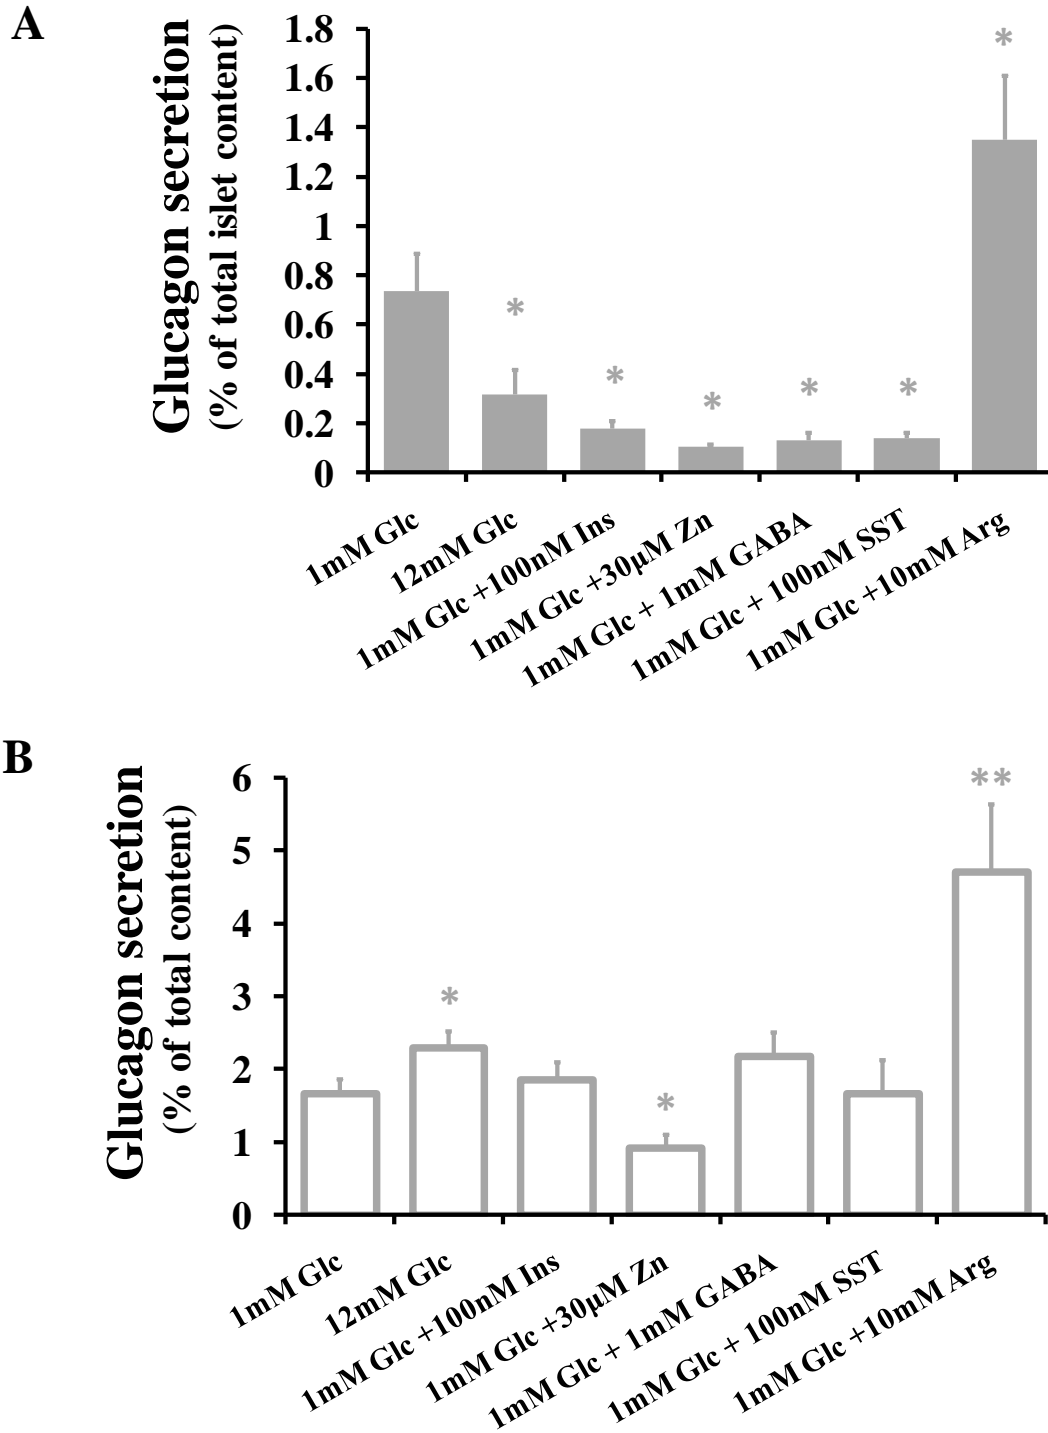 A
Glucagon secretion
(% of total islet content)
1.8
1.6
1.4
1.2
1
0.8
0.6
0.4
0.2
0
*
*
*
*
*
*
1mM Glc
12mM Glc
1mM Glc +100nM Ins
1mM Glc +30µM Zn
1mM Glc + 1mM GABA
1mM Glc + 100nM SST
1mM Glc +10mM Arg
B
Glucagon secretion
(% of total content)
6
5
4
3
2
1
0
*
*
**
1mM Glc
12mM Glc
1mM Glc +100nM Ins
1mM Glc +30µM Zn
1mM Glc + 1mM GABA
1mM Glc + 100nM SST
1mM Glc +10mM Arg